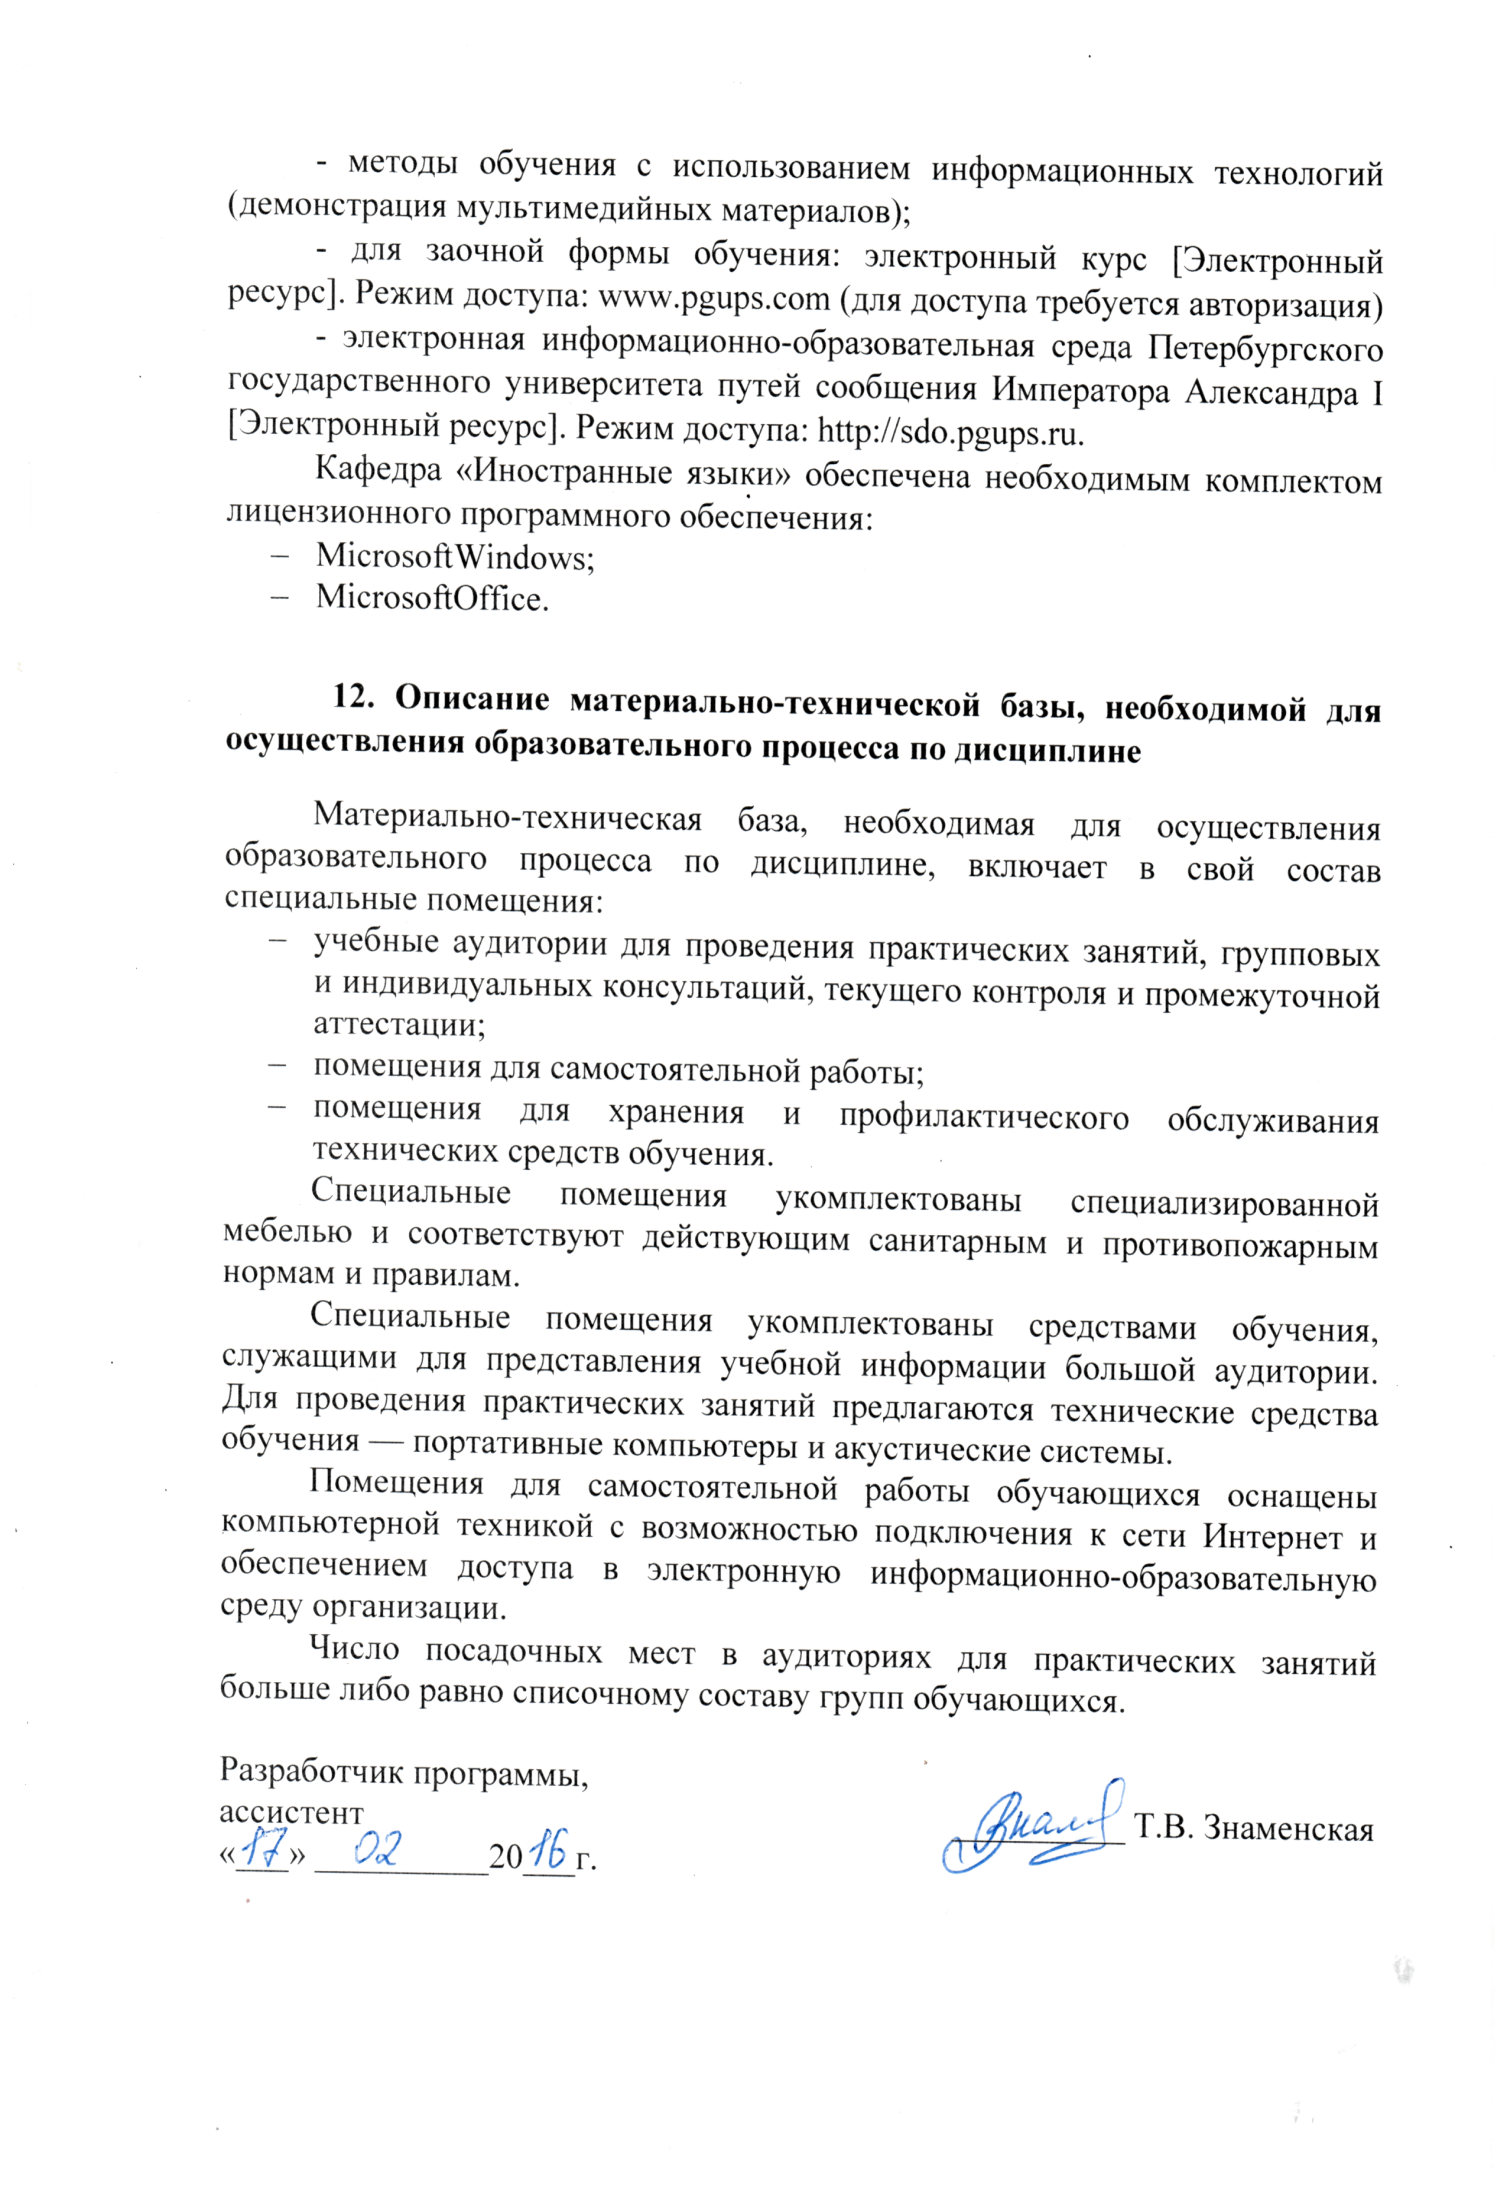 - методы обучения с использованием информационных технологий
(демонстрация мультимедийных материалов);
- для заочной формы обучения: электронный курс [Электронный
ресурс]. Режим доступа: www.pgups.com (для доступа требуется авторизация)
- электронная информационно-образовательная среда Петербургского
государственного университета путей сообщения Императора Александра I
[Электронный ресурс]. Режим доступа: http://sdo.pgups.ru.
Кафедра «Иностранные языки» обеспечена необходимым комплектом
лицензионного программного обеспечения:
– MicrosoftWindows;
– MicrosoftOffice.
12. Описание материально-технической базы, необходимой для
осуществления образовательного процесса по дисциплине
Материально-техническая база, необходимая для осуществления
образовательного процесса по дисциплине, включает в свой состав
специальные помещения:
– учебные аудитории для проведения практических занятий, групповых
и индивидуальных консультаций, текущего контроля и промежуточной
аттестации;
– помещения для самостоятельной работы;
– помещения для хранения и профилактического обслуживания
технических средств обучения.
Специальные помещения укомплектованы специализированной
мебелью и соответствуют действующим санитарным и противопожарным
нормам и правилам.
Специальные помещения укомплектованы средствами обучения,
служащими для представления учебной информации большой аудитории.
Для проведения практических занятий предлагаются технические средства
обучения — портативные компьютеры и акустические системы.
Помещения для самостоятельной работы обучающихся оснащены
компьютерной техникой с возможностью подключения к сети Интернет и
обеспечением доступа в электронную информационно-образовательную
среду организации.
Число посадочных мест в аудиториях для практических занятий
больше либо равно списочному составу групп обучающихся.
Разработчик программы,
ассистент
Т.В. Знаменская
«17» 02 2016г.